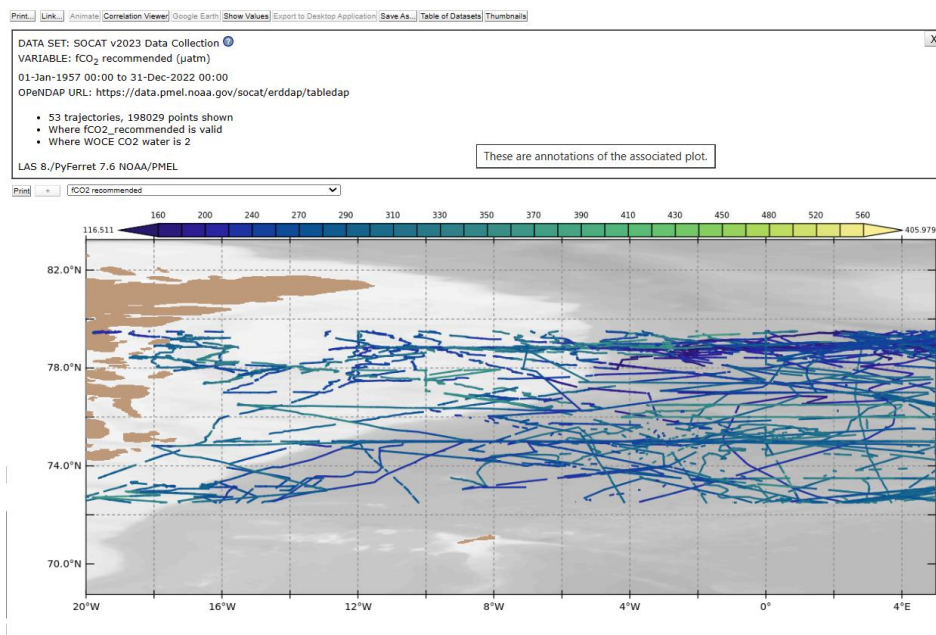 Print... Link... Animate Correlation Viewer Google Earth Show Values Export to Desktop Application Save As... Table of Datasets Thumbnails
X
DATA SET: SOCAT v2023 Data Collection ?
VARIABLE: fCO₂ recommended (µatm)
01-Jan-1957 00:00 to 31-Dec-2022 00:00
OPeNDAP URL: https://data.pmel.noaa.gov/socat/erddap/tabledap
• 53 trajectories, 198029 points shown
• Where fCO2_recommended is valid
• Where WOCE CO2 water is 2
These are annotations of the associated plot.
LAS 8./PyFerret 7.6 NOAA/PMEL
Print + fCO2 recommended
160 200 240 270 290 310 330 350 370 390 410 430 450 480 520 560
116.511 405.979
82.0°N
78.0°N
74.0°N
70.0°N
20°W 16°W 12°W 8°W 4°W 0° 4°E